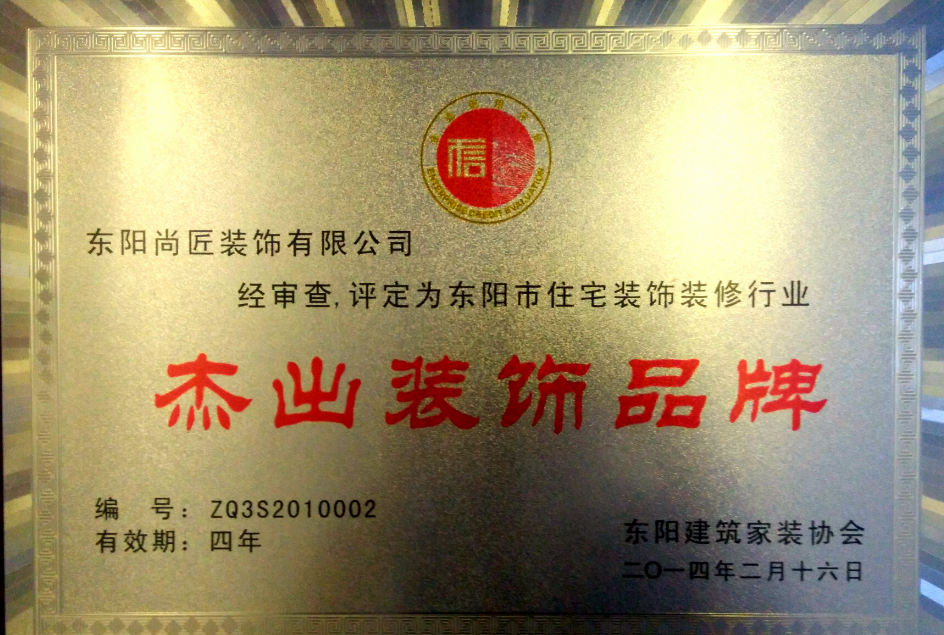 信
ENTERPRISE CREDIT EVALUATION
东阳尚匠装饰有限公司
经审查,评定为东阳市住宅装饰装修行业
杰出装饰品牌
编 号：ZQ3S2010002
有效期：四年
东阳建筑家装协会
二〇一四年二月十六日